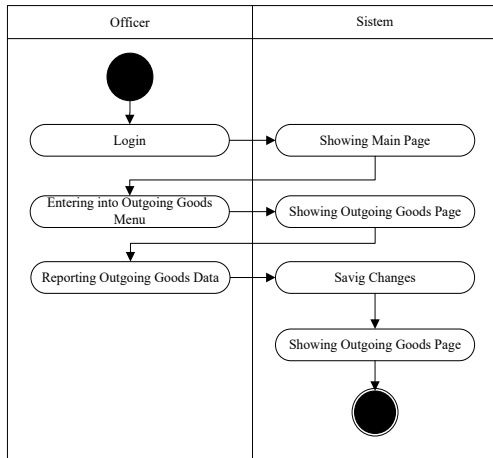 Officer
Sistem
Login
Showing Main Page
Entering into Outgoing Goods
Menu
Showing Outgoing Goods Page
Reporting Outgoing Goods Data
Savig Changes
Showing Outgoing Goods Page